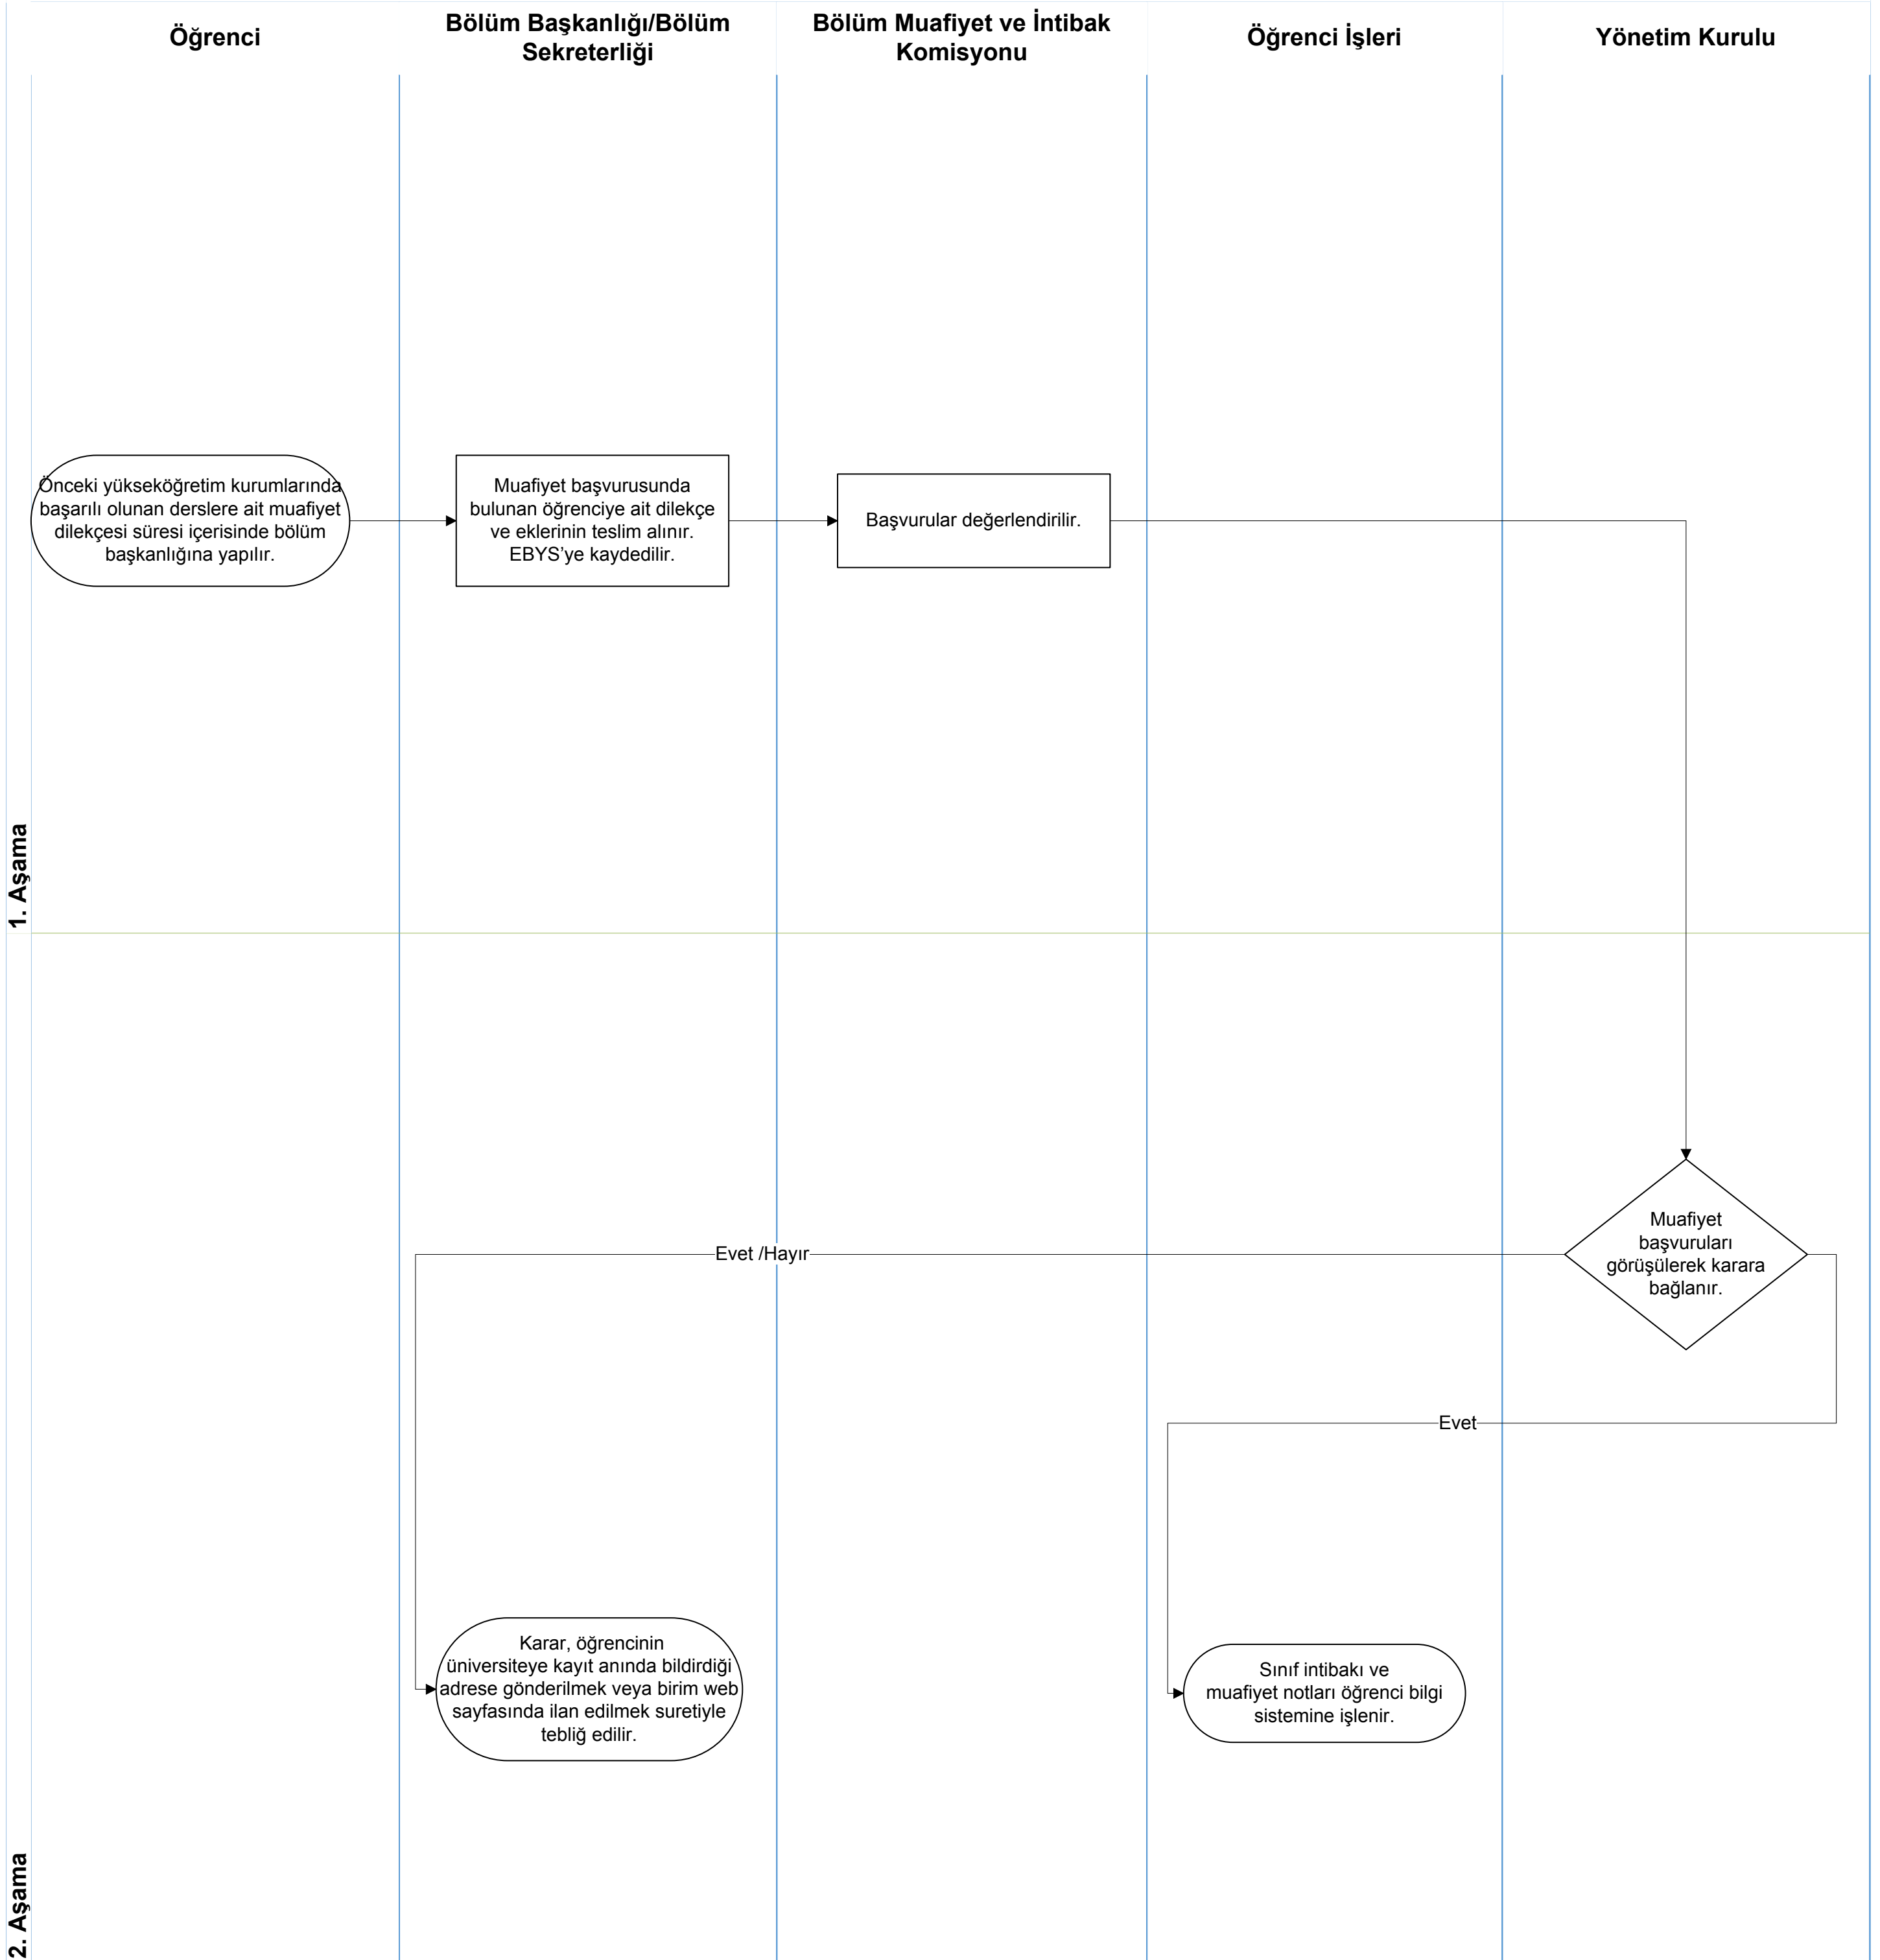 Öğrenci
Bölüm Başkanlığı/Bölüm
Sekreterliği
Bölüm Muafiyet ve İntibak
Komisyonu
Öğrenci İşleri
Yönetim Kurulu
1. Aşama
Önceki yükseköğretim kurumlarında
başarılı olunan derslere ait muafiyet
dilekçesi süresi içerisinde bölüm
başkanlığına yapılır.
Muafiyet başvurusunda
bulunan öğrenciye ait dilekçe
ve eklerinin teslim alınır.
EBYS’ye kaydedilir.
Başvurular değerlendirilir.
2. Aşama
Muafiyet
başvuruları
görüşülerek karara
bağlanır.
Evet /Hayır
Evet
Karar, öğrencinin
üniversiteye kayıt anında bildirdiği
adrese gönderilmek veya birim web
sayfasında ilan edilmek suretiyle
tebliğ edilir.
Sınıf intibakı ve
muafiyet notları öğrenci bilgi
sistemine işlenir.